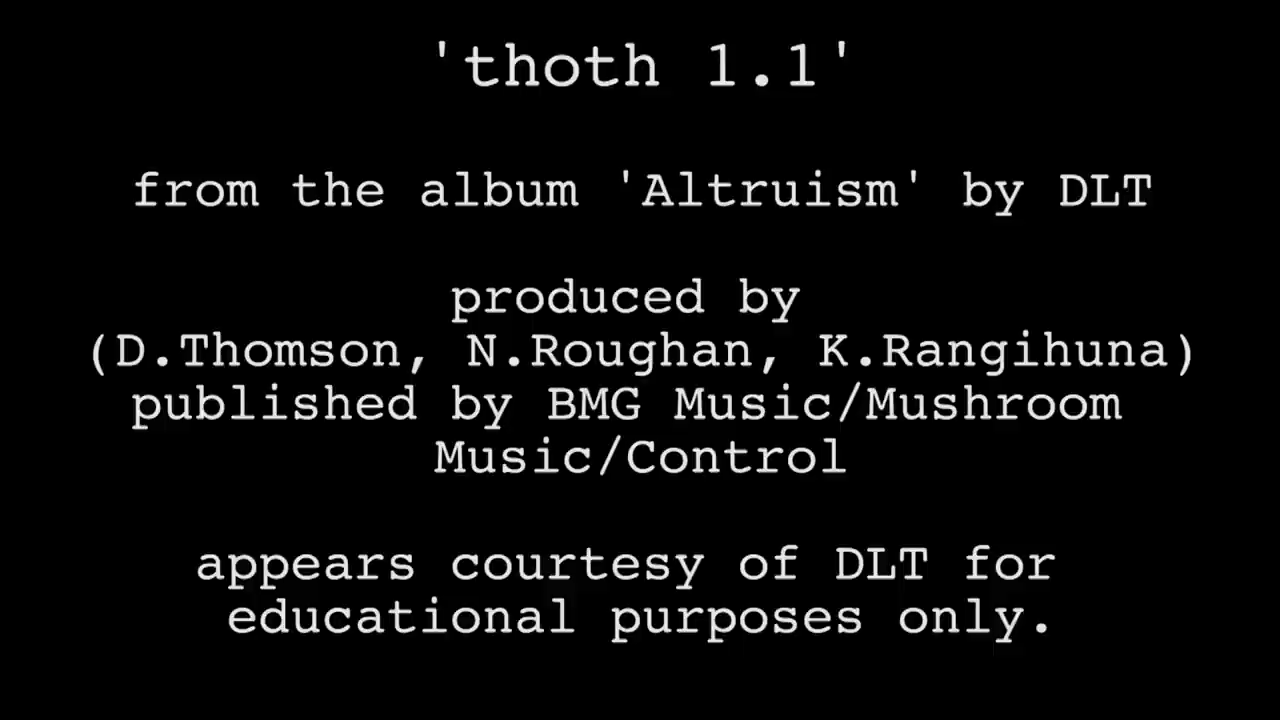 'thoth 1.1'
from the album 'Altruism' by DLT
produced by
(D.Thomson, N.Roughan, K.Rangihuna)
published by BMG Music/Mushroom
Music/Control
appears courtesy of DLT for
educational purposes only.